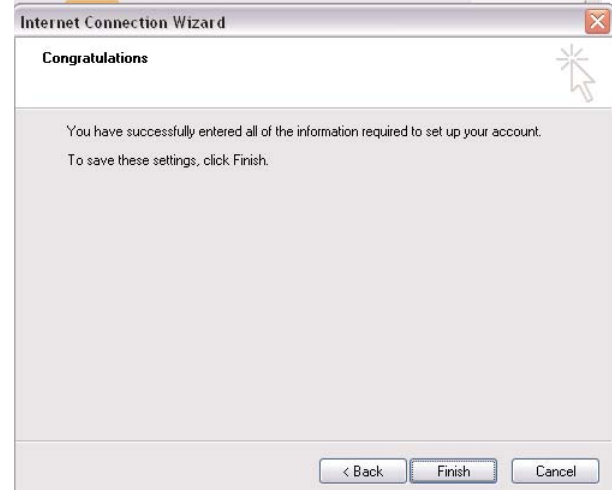 Internet Connection Wizard
Congratulations
You have successfully entered all of the information required to set up your account.
To save these settings, click Finish.
< Back Finish Cancel